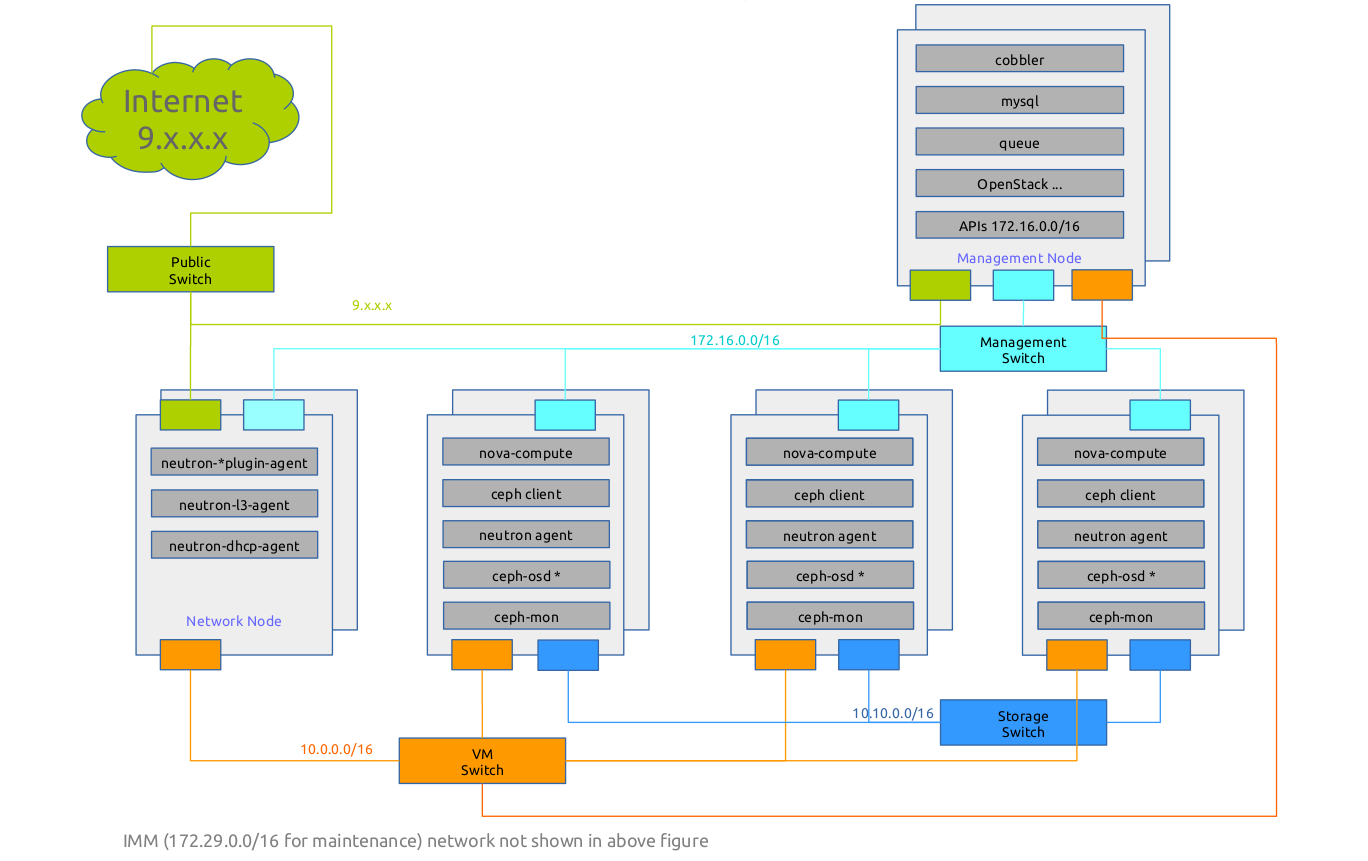 Internet
9.x.x.x
cobbler
mysql
queue
OpenStack ...
APIs 172.16.0.0/16
Management Node
Public
Switch
9.x.x.x
172.16.0.0/16
Management
Switch
neutron-*plugin-agent
neutron-l3-agent
neutron-dhcp-agent
Network Node
nova-compute
ceph client
neutron agent
ceph-osd *
ceph-mon
nova-compute
ceph client
neutron agent
ceph-osd *
ceph-mon
nova-compute
ceph client
neutron agent
ceph-osd *
ceph-mon
10.10.0.0/16
Storage
Switch
10.0.0.0/16
VM
Switch
IMM (172.29.0.0/16 for maintenance) network not shown in above figure